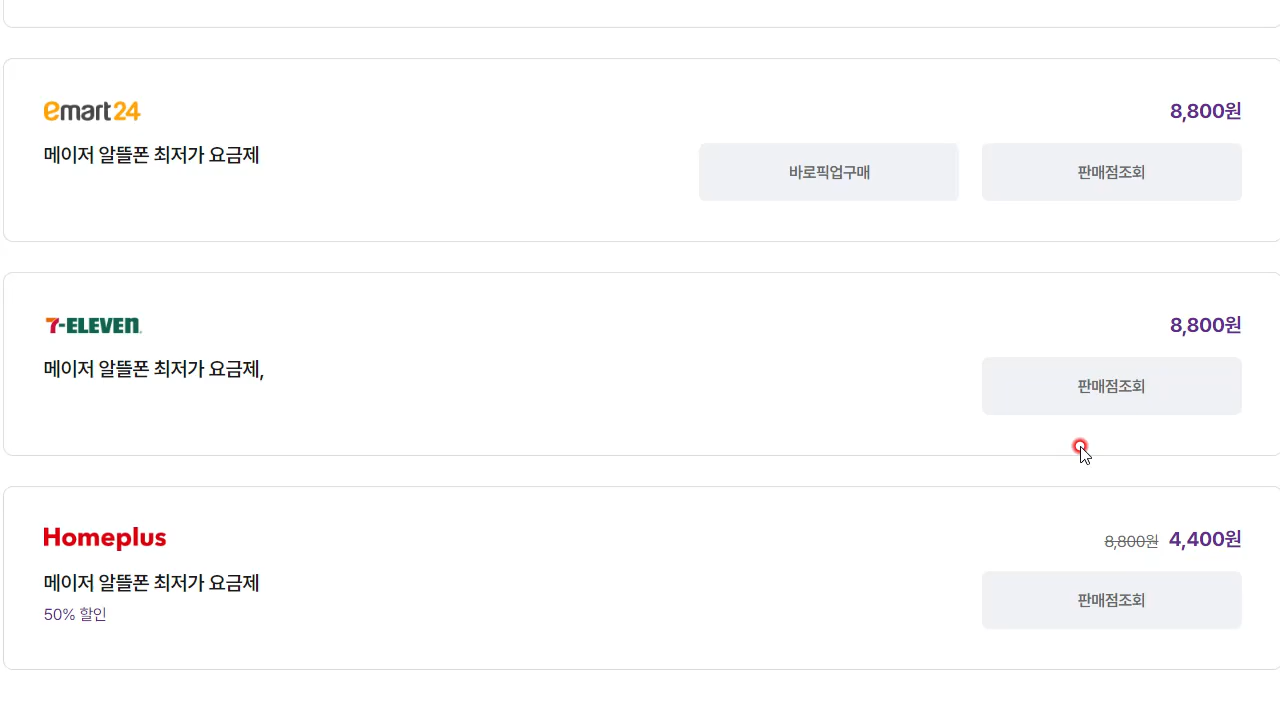 emart24
8,800원
메이저 알뜰폰 최저가 요금제
바로픽업구매
판매점조회
7-ELEVEN
8,800원
메이저 알뜰폰 최저가 요금제,
판매점조회
Homeplus
8,800원 4,400원
메이저 알뜰폰 최저가 요금제
판매점조회
50% 할인